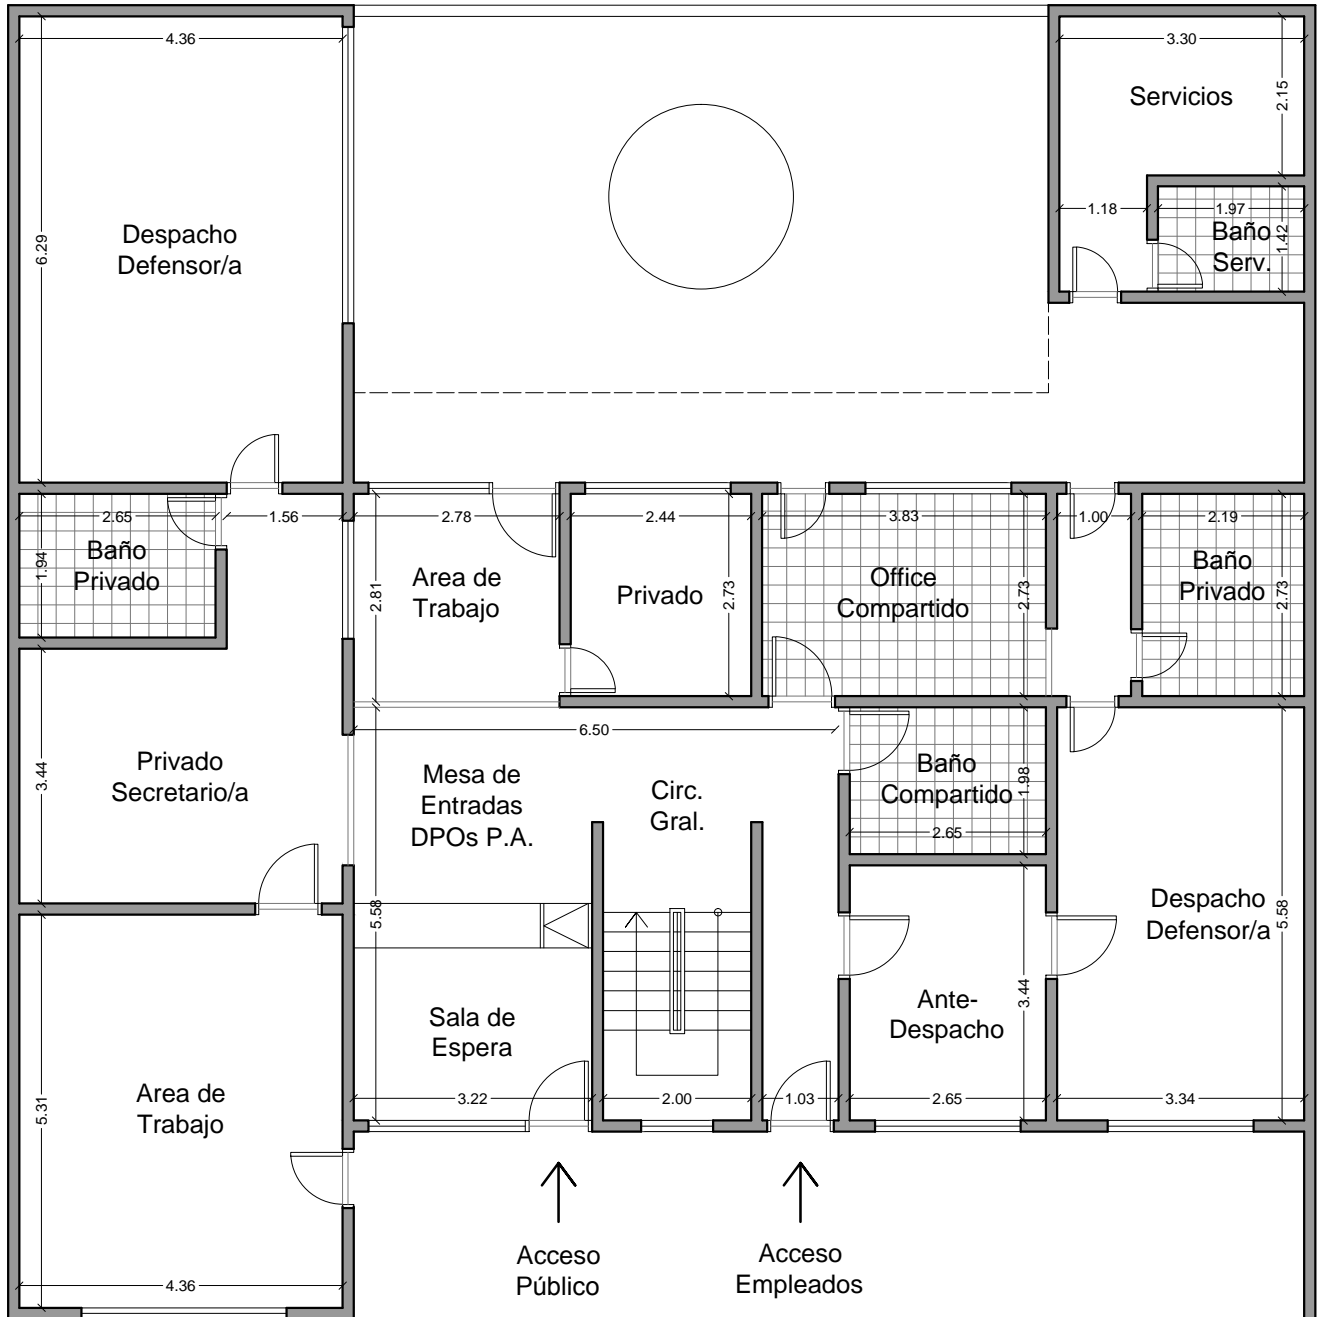 4.36
3.30
Servicios
2.15
1.18
1.97
Baño
Serv.
1.42
Despacho
Defensor/a
6.29
2.65
1.56
2.78
2.44
3.83
1.00
2.19
Baño
Privado
1.94
Area de
Trabajo
2.81
Privado
2.73
Office
Compartido
2.73
Baño
Privado
2.73
6.50
Privado
Secretario/a
3.44
Mesa de
Entradas
DPOs P.A.
Circ.
Gral.
Baño
Compartido
1.98
2.65
5.58
Despacho
Defensor/a
5.58
Ante-
Despacho
3.44
Sala de
Espera
3.22
2.00
1.03
2.65
3.34
Area de
Trabajo
5.31
4.36
Acceso
Público
Acceso
Empleados